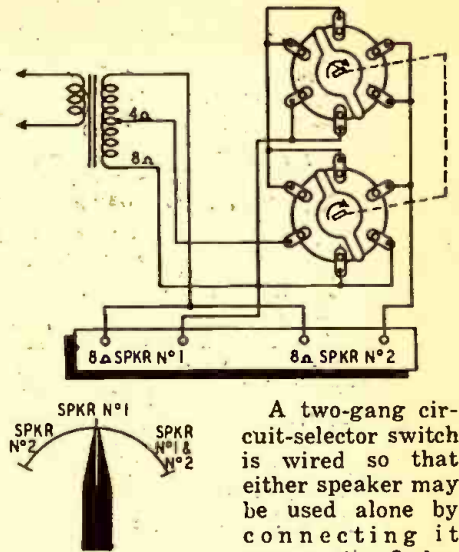 4Ω
8Ω
8Ω SPKR Nº1
8Ω SPKR Nº2
SPKR Nº1
SPKR
Nº2
SPKR
Nº1 &
Nº2
A two-gang cir-
cuit-selector switch
is wired so that
either speaker may
be used alone by
connecting it